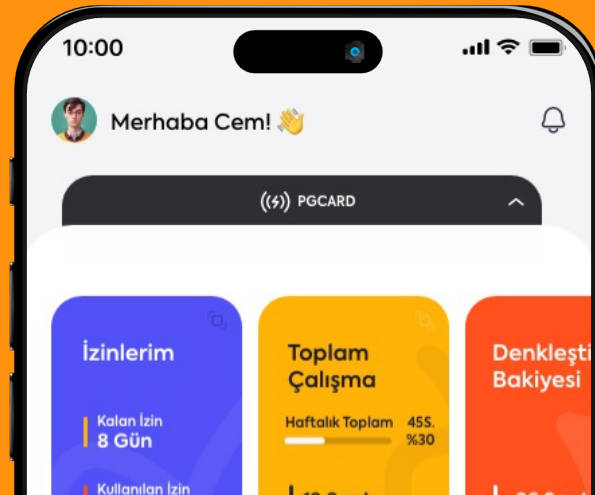 10:00
Merhaba Cem! 👋
PGCARD
İzinlerim
Toplam
Çalışma
Denkleşti
Bakiyesi
Kalan İzin
8 Gün
Haftalık Toplam 45S.
%30
Kullanılan İzin